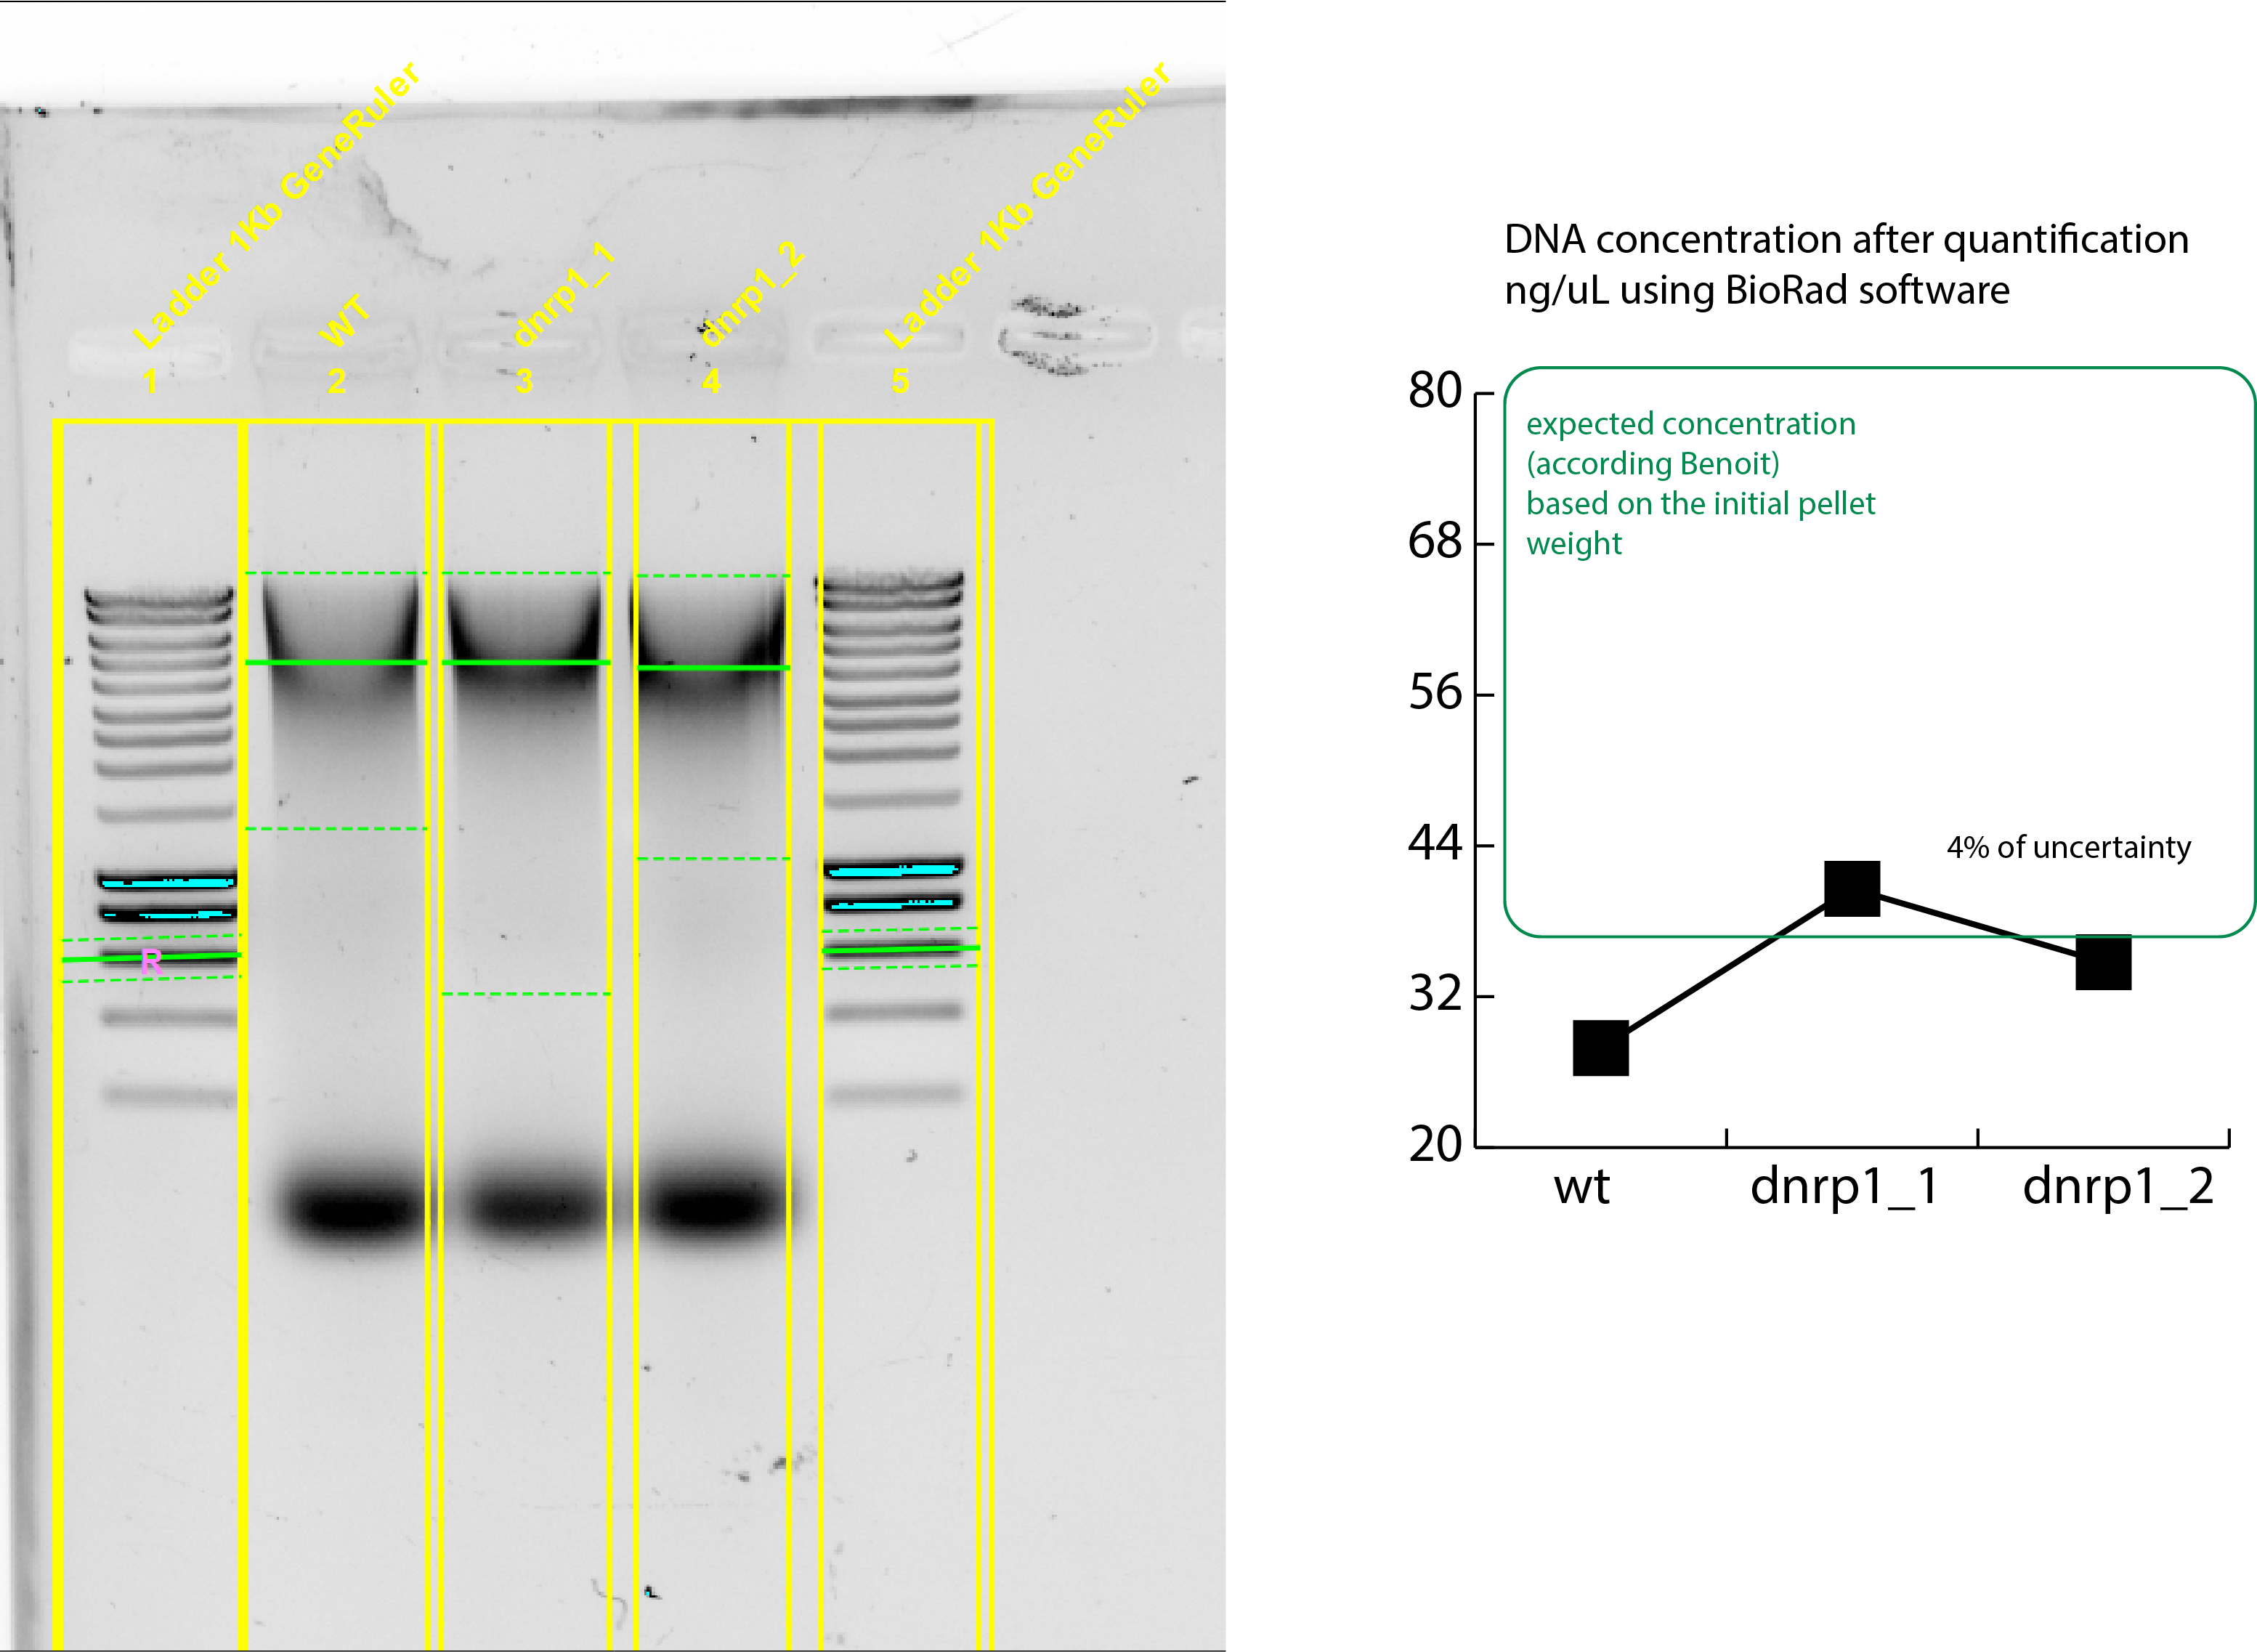 Ladder 1Kb GeneRuler
WT
dnrp1_1
dnrp1_2
Ladder 1Kb GeneRuler
1
2
3
4
5
R
DNA concentration after quantification
ng/uL using BioRad software
80
68
56
44
32
20
expected concentration
(according Benoit)
based on the initial pellet
weight
4% of uncertainty
wt
dnrp1_1
dnrp1_2